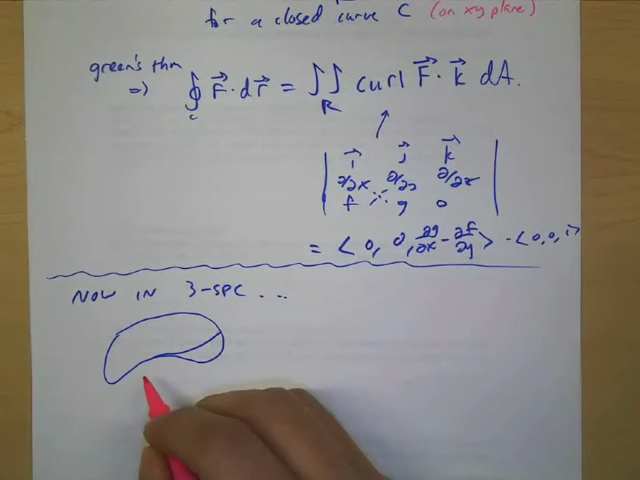 for a closed curve C (on xy plane)
green's thm
=> ∮_C F⃗ · dr⃗ = ∬_R curl F⃗ · k⃗ dA.
| i⃗ j⃗ k⃗ |
| ∂/∂x ∂/∂y ∂/∂z |
| f g 0 |
= < 0, 0, ∂g/∂x - ∂f/∂y > · < 0, 0, 1>
NOW IN 3-SPC ...